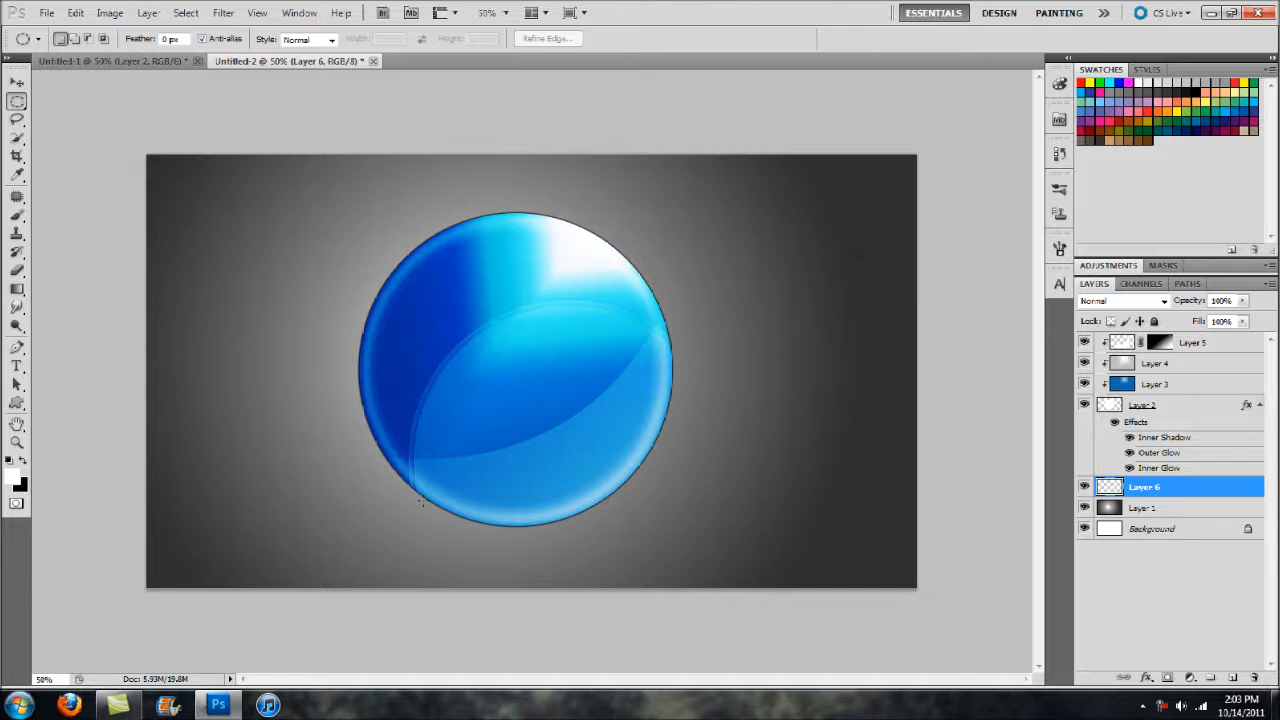 Ps File Edit Image Layer Select Filter View Window Help Br Mb 50% ESSENTIALS DESIGN PAINTING CS Live
Feather: 0 px Anti-alias Style: Normal Width: Height: Refine Edge...
Untitled-1 @ 50% (Layer 2, RGB/8) * Untitled-2 @ 50% (Layer 6, RGB/8) *
SWATCHES STYLES
Mb
ADJUSTMENTS MASKS
LAYERS CHANNELS PATHS
Normal Opacity: 100%
Lock: Fill: 100%
Layer 5
Layer 4
Layer 3
Layer 2 fx
Effects
Inner Shadow
Outer Glow
Inner Glow
Layer 6
Layer 1
Background
50% Doc: 5.93M/19.8M
Ps
2:03 PM
10/14/2011